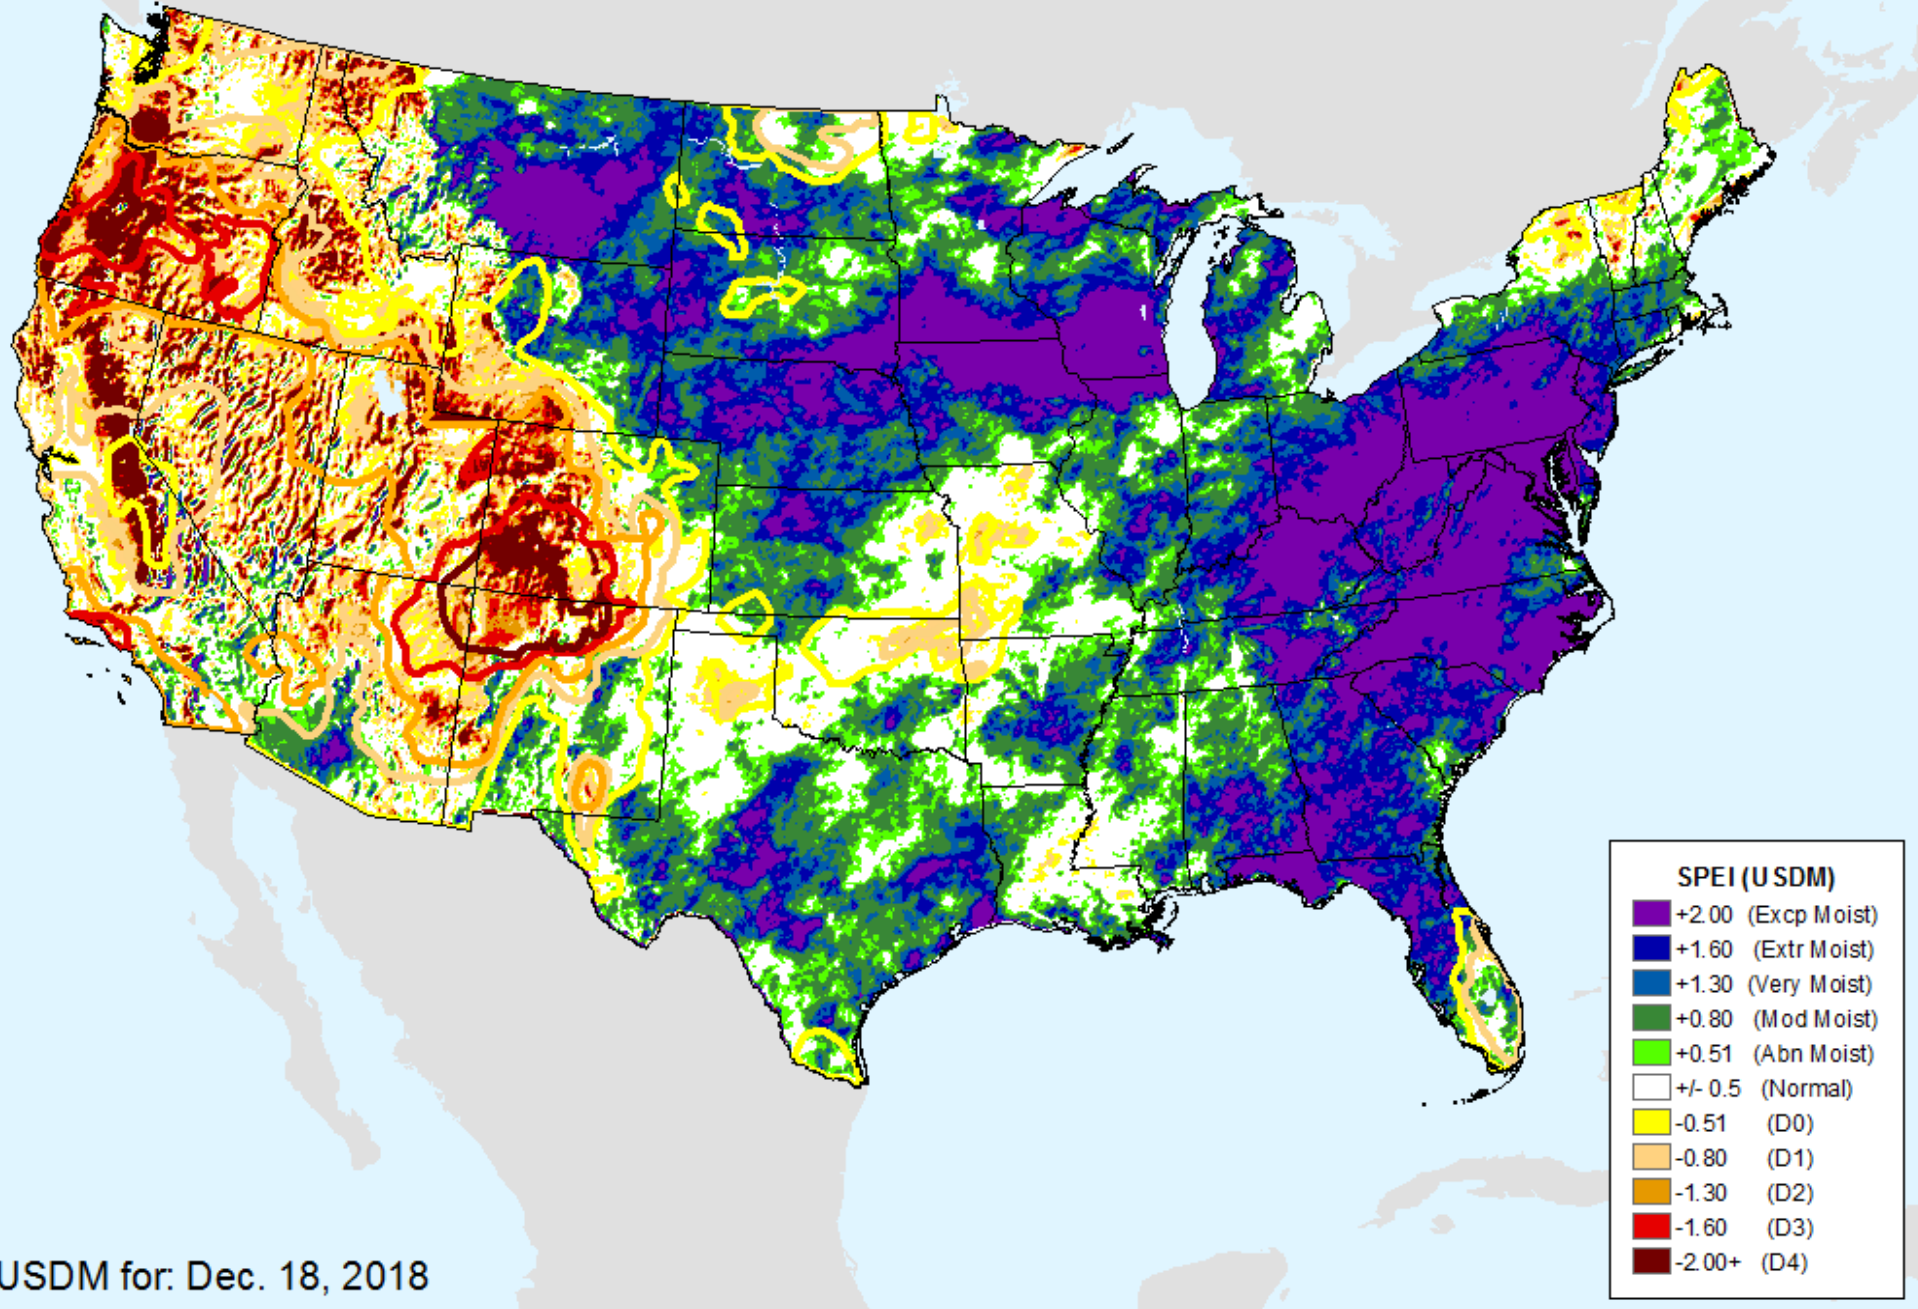 SPEI (USDM)
+2.00 (Excp Moist)
+1.60 (Extr Moist)
+1.30 (Very Moist)
+0.80 (Mod Moist)
+0.51 (Abn Moist)
+/- 0.5 (Normal)
-0.51 (D0)
-0.80 (D1)
-1.30 (D2)
-1.60 (D3)
-2.00+ (D4)
USDM for: Dec. 18, 2018